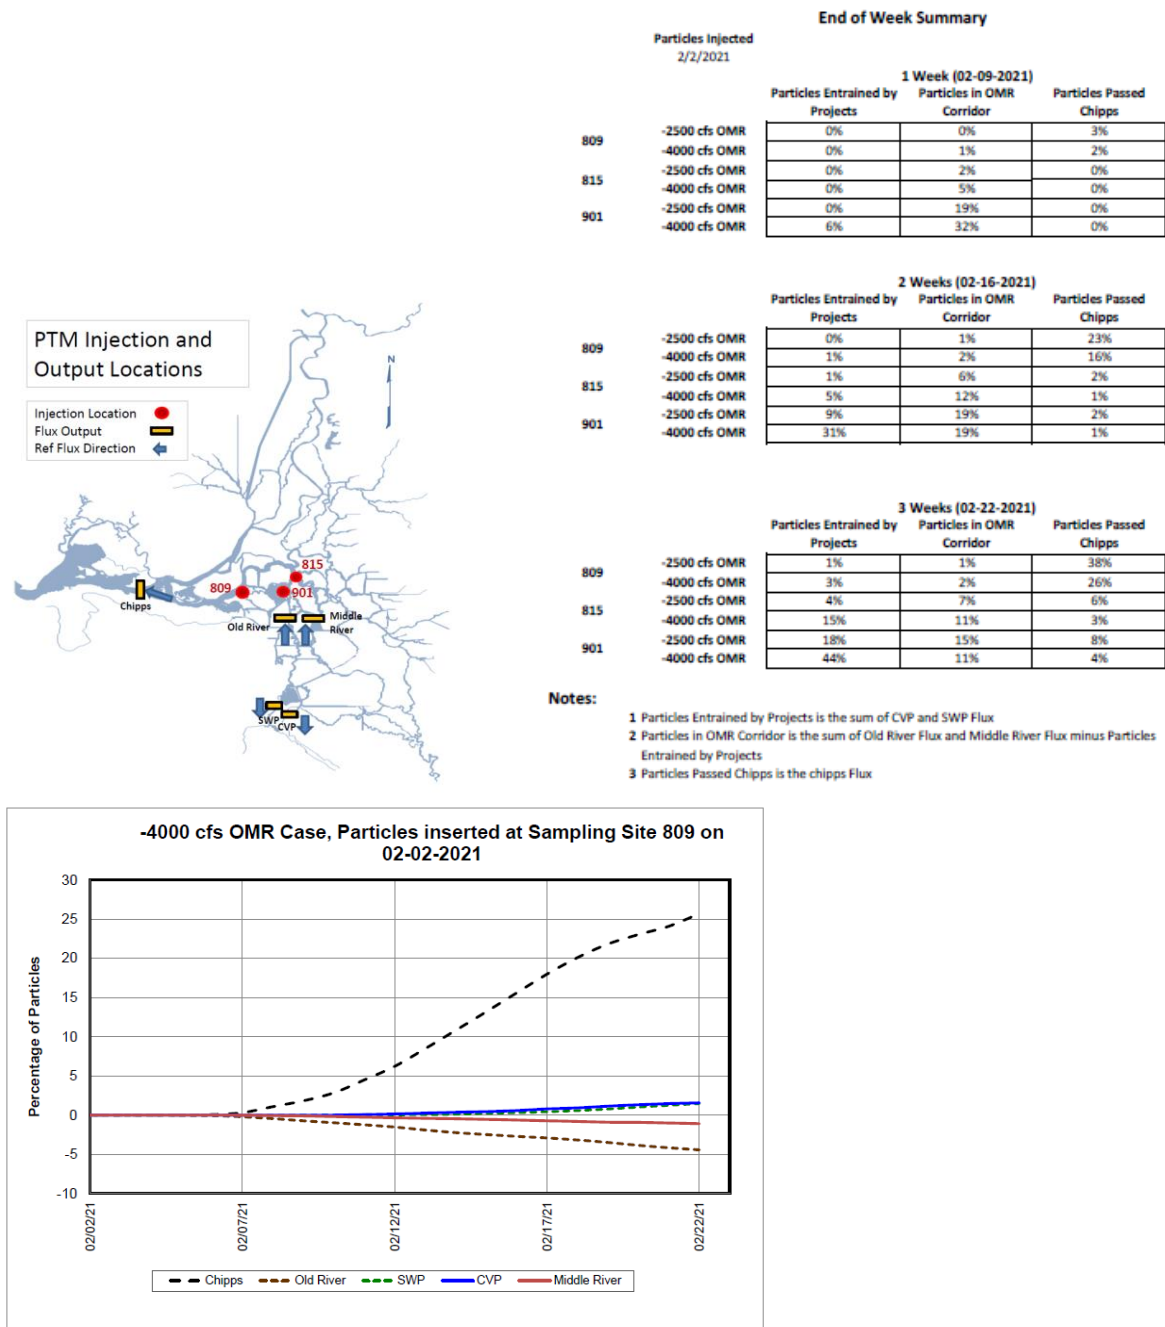 End of Week Summary
Particles Injected
2/2/2021
1 Week (02-09-2021)
Particles Entrained by Projects Particles in OMR Corridor Particles Passed Chipps
809 -2500 cfs OMR 0% 0% 3%
-4000 cfs OMR 0% 1% 2%
815 -2500 cfs OMR 0% 2% 0%
-4000 cfs OMR 0% 5% 0%
901 -2500 cfs OMR 0% 19% 0%
-4000 cfs OMR 6% 32% 0%
2 Weeks (02-16-2021)
Particles Entrained by Projects Particles in OMR Corridor Particles Passed Chipps
809 -2500 cfs OMR 0% 1% 23%
-4000 cfs OMR 1% 2% 16%
815 -2500 cfs OMR 1% 6% 2%
-4000 cfs OMR 5% 12% 1%
901 -2500 cfs OMR 9% 19% 2%
-4000 cfs OMR 31% 19% 1%
3 Weeks (02-22-2021)
Particles Entrained by Projects Particles in OMR Corridor Particles Passed Chipps
809 -2500 cfs OMR 1% 1% 38%
-4000 cfs OMR 3% 2% 26%
815 -2500 cfs OMR 4% 7% 6%
-4000 cfs OMR 15% 11% 3%
901 -2500 cfs OMR 18% 15% 8%
-4000 cfs OMR 44% 11% 4%
Notes:
1 Particles Entrained by Projects is the sum of CVP and SWP Flux
2 Particles in OMR Corridor is the sum of Old River Flux and Middle River Flux minus Particles
Entrained by Projects
3 Particles Passed Chipps is the chipps Flux
PTM Injection and
Output Locations
Injection Location
Flux Output
Ref Flux Direction
N
815
809
901
Chipps
Old River
Middle
River
SWP
CVP
-4000 cfs OMR Case, Particles inserted at Sampling Site 809 on
02-02-2021
Percentage of Particles
30
25
20
15
10
5
0
-5
-10
02/02/21
02/07/21
02/12/21
02/17/21
02/22/21
Chipps Old River SWP CVP Middle River